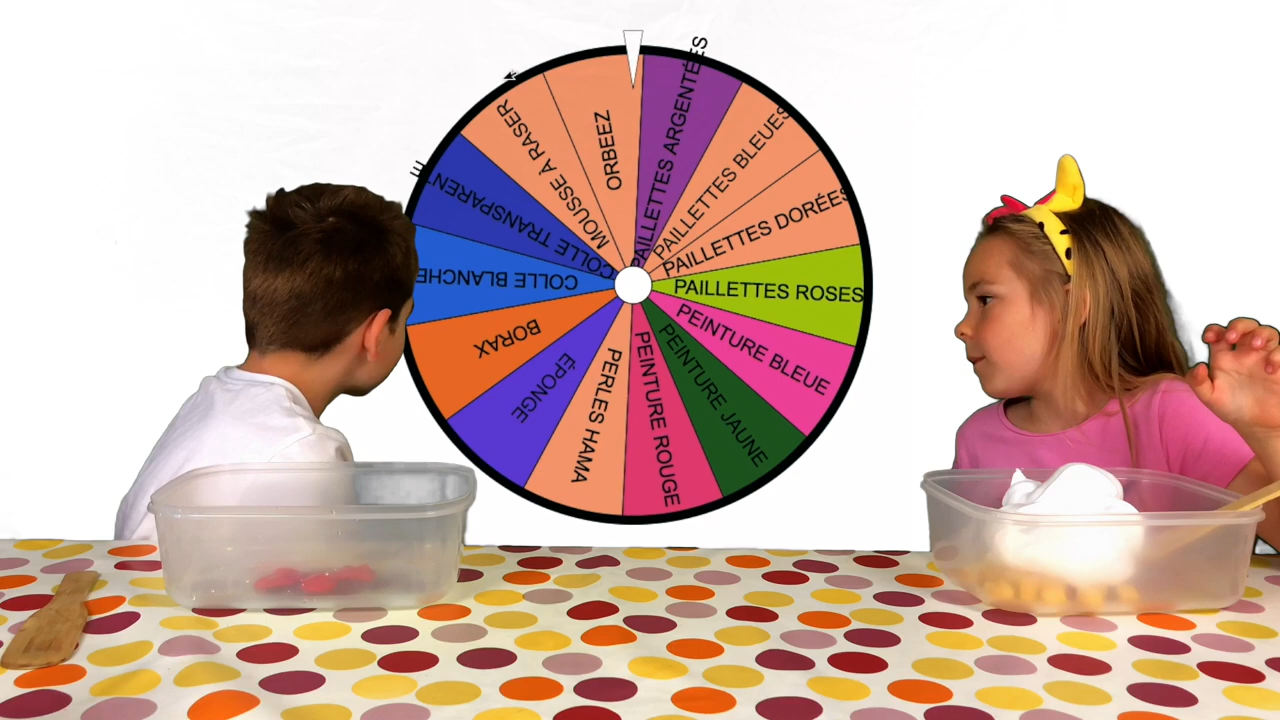 ORBEEZ
PAILLETTES ARGENTÉES
PAILLETTES BLEUES
PAILLETTES DORÉES
PAILLETTES ROSES
PEINTURE BLEUE
PEINTURE JAUNE
PEINTURE ROUGE
PERLES HAMA
ÉPONGE
BORAX
COLLE BLANCHE
COLLE TRANSPARENTE
MOUSSE À RASER